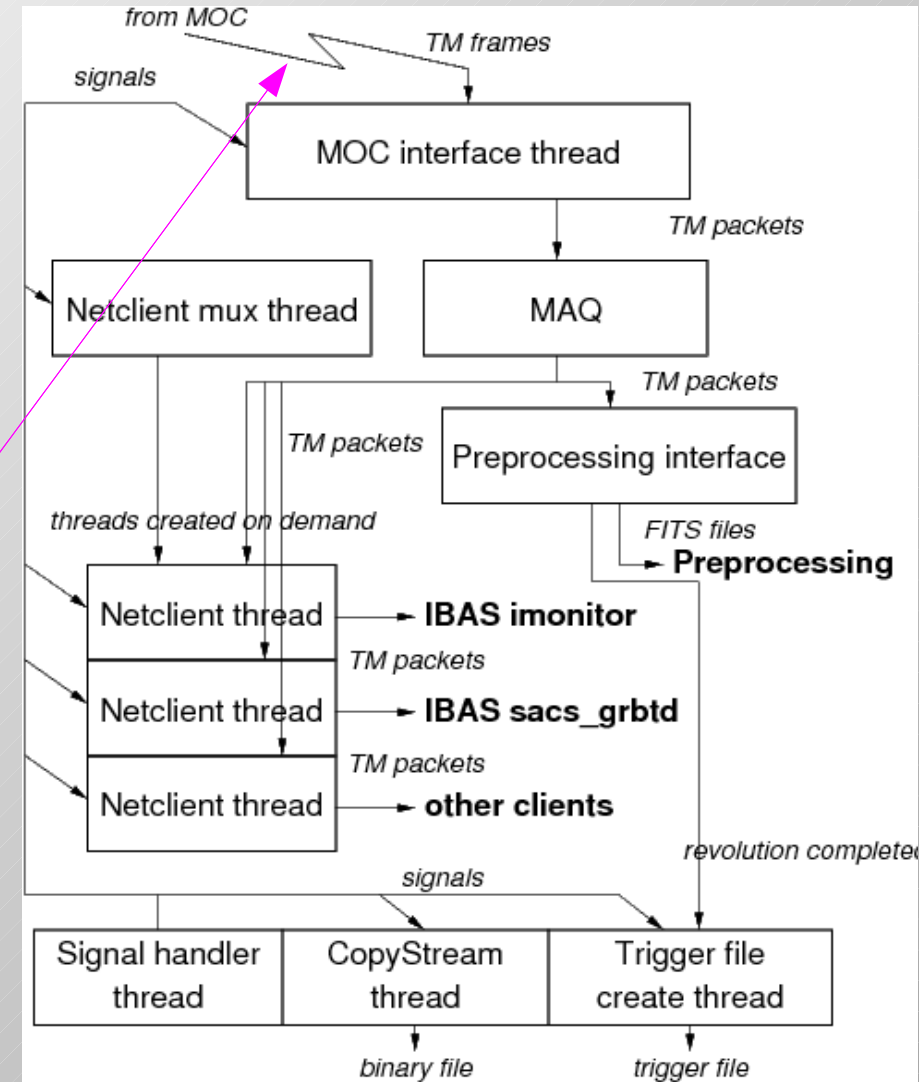 from MOC
TM frames
signals
MOC interface thread
TM packets
Netclient mux thread
MAQ
TM packets
TM packets
Preprocessing interface
threads created on demand
FITS files
Preprocessing
Netclient thread
IBAS imonitor
TM packets
Netclient thread
IBAS sacs_grbtd
TM packets
Netclient thread
other clients
revolution completed
signals
Signal handler
thread
CopyStream
thread
Trigger file
create thread
binary file
trigger file